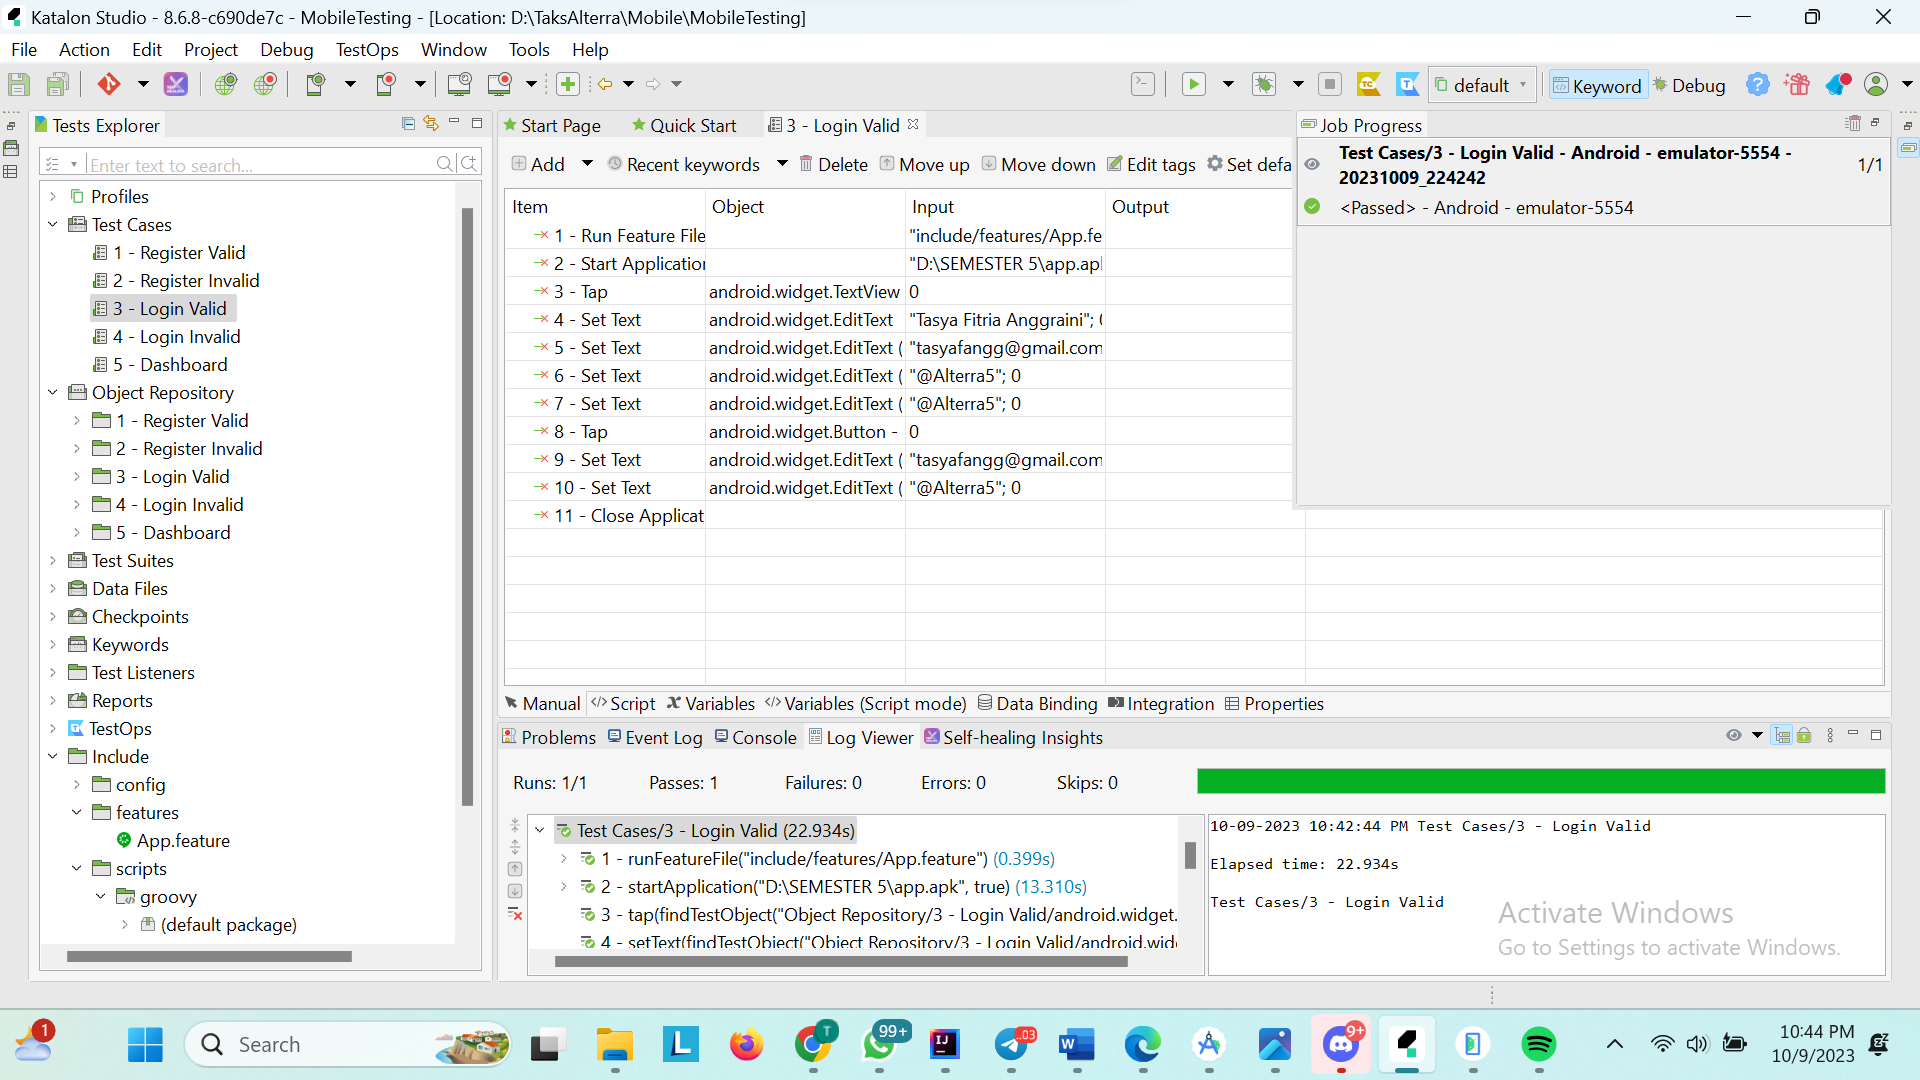 Katalon Studio - 8.6.8-c690de7c - MobileTesting - [Location: D:\TaksAlterra\Mobile\MobileTesting]
File Action Edit Project Debug TestOps Window Tools Help
default Keyword Debug
Tests Explorer
Enter text to search...
Profiles
Test Cases
1 - Register Valid
2 - Register Invalid
3 - Login Valid
4 - Login Invalid
5 - Dashboard
Object Repository
1 - Register Valid
2 - Register Invalid
3 - Login Valid
4 - Login Invalid
5 - Dashboard
Test Suites
Data Files
Checkpoints
Keywords
Test Listeners
Reports
TestOps
Include
config
features
App.feature
scripts
groovy
(default package)
Start Page Quick Start 3 - Login Valid
Add Recent keywords Delete Move up Move down Edit tags Set defa
Item Object Input Output
1 - Run Feature File "include/features/App.fe
2 - Start Application "D:\SEMESTER 5\app.apl
3 - Tap android.widget.TextView 0
4 - Set Text android.widget.EditText "Tasya Fitria Anggraini"; (
5 - Set Text android.widget.EditText ( "tasyafangg@gmail.com
6 - Set Text android.widget.EditText ( "@Alterra5"; 0
7 - Set Text android.widget.EditText ( "@Alterra5"; 0
8 - Tap android.widget.Button - 0
9 - Set Text android.widget.EditText ( "tasyafangg@gmail.com
10 - Set Text android.widget.EditText ( "@Alterra5"; 0
11 - Close Applicat
Job Progress
Test Cases/3 - Login Valid - Android - emulator-5554 - 1/1
20231009_224242
<Passed> - Android - emulator-5554
Manual Script Variables Variables (Script mode) Data Binding Integration Properties
Problems Event Log Console Log Viewer Self-healing Insights
Runs: 1/1 Passes: 1 Failures: 0 Errors: 0 Skips: 0
Test Cases/3 - Login Valid (22.934s)
1 - runFeatureFile("include/features/App.feature") (0.399s)
2 - startApplication("D:\SEMESTER 5\app.apk", true) (13.310s)
3 - tap(findTestObject("Object Repository/3 - Login Valid/android.widget.
4 - setText(findTestObject("Object Repository/3 - Login Valid/android.wid
10-09-2023 10:42:44 PM Test Cases/3 - Login Valid
Elapsed time: 22.934s
Test Cases/3 - Login Valid
Activate Windows
Go to Settings to activate Windows.
1
Search
T
99+
IJ
..03
9+
10:44 PM
10/9/2023